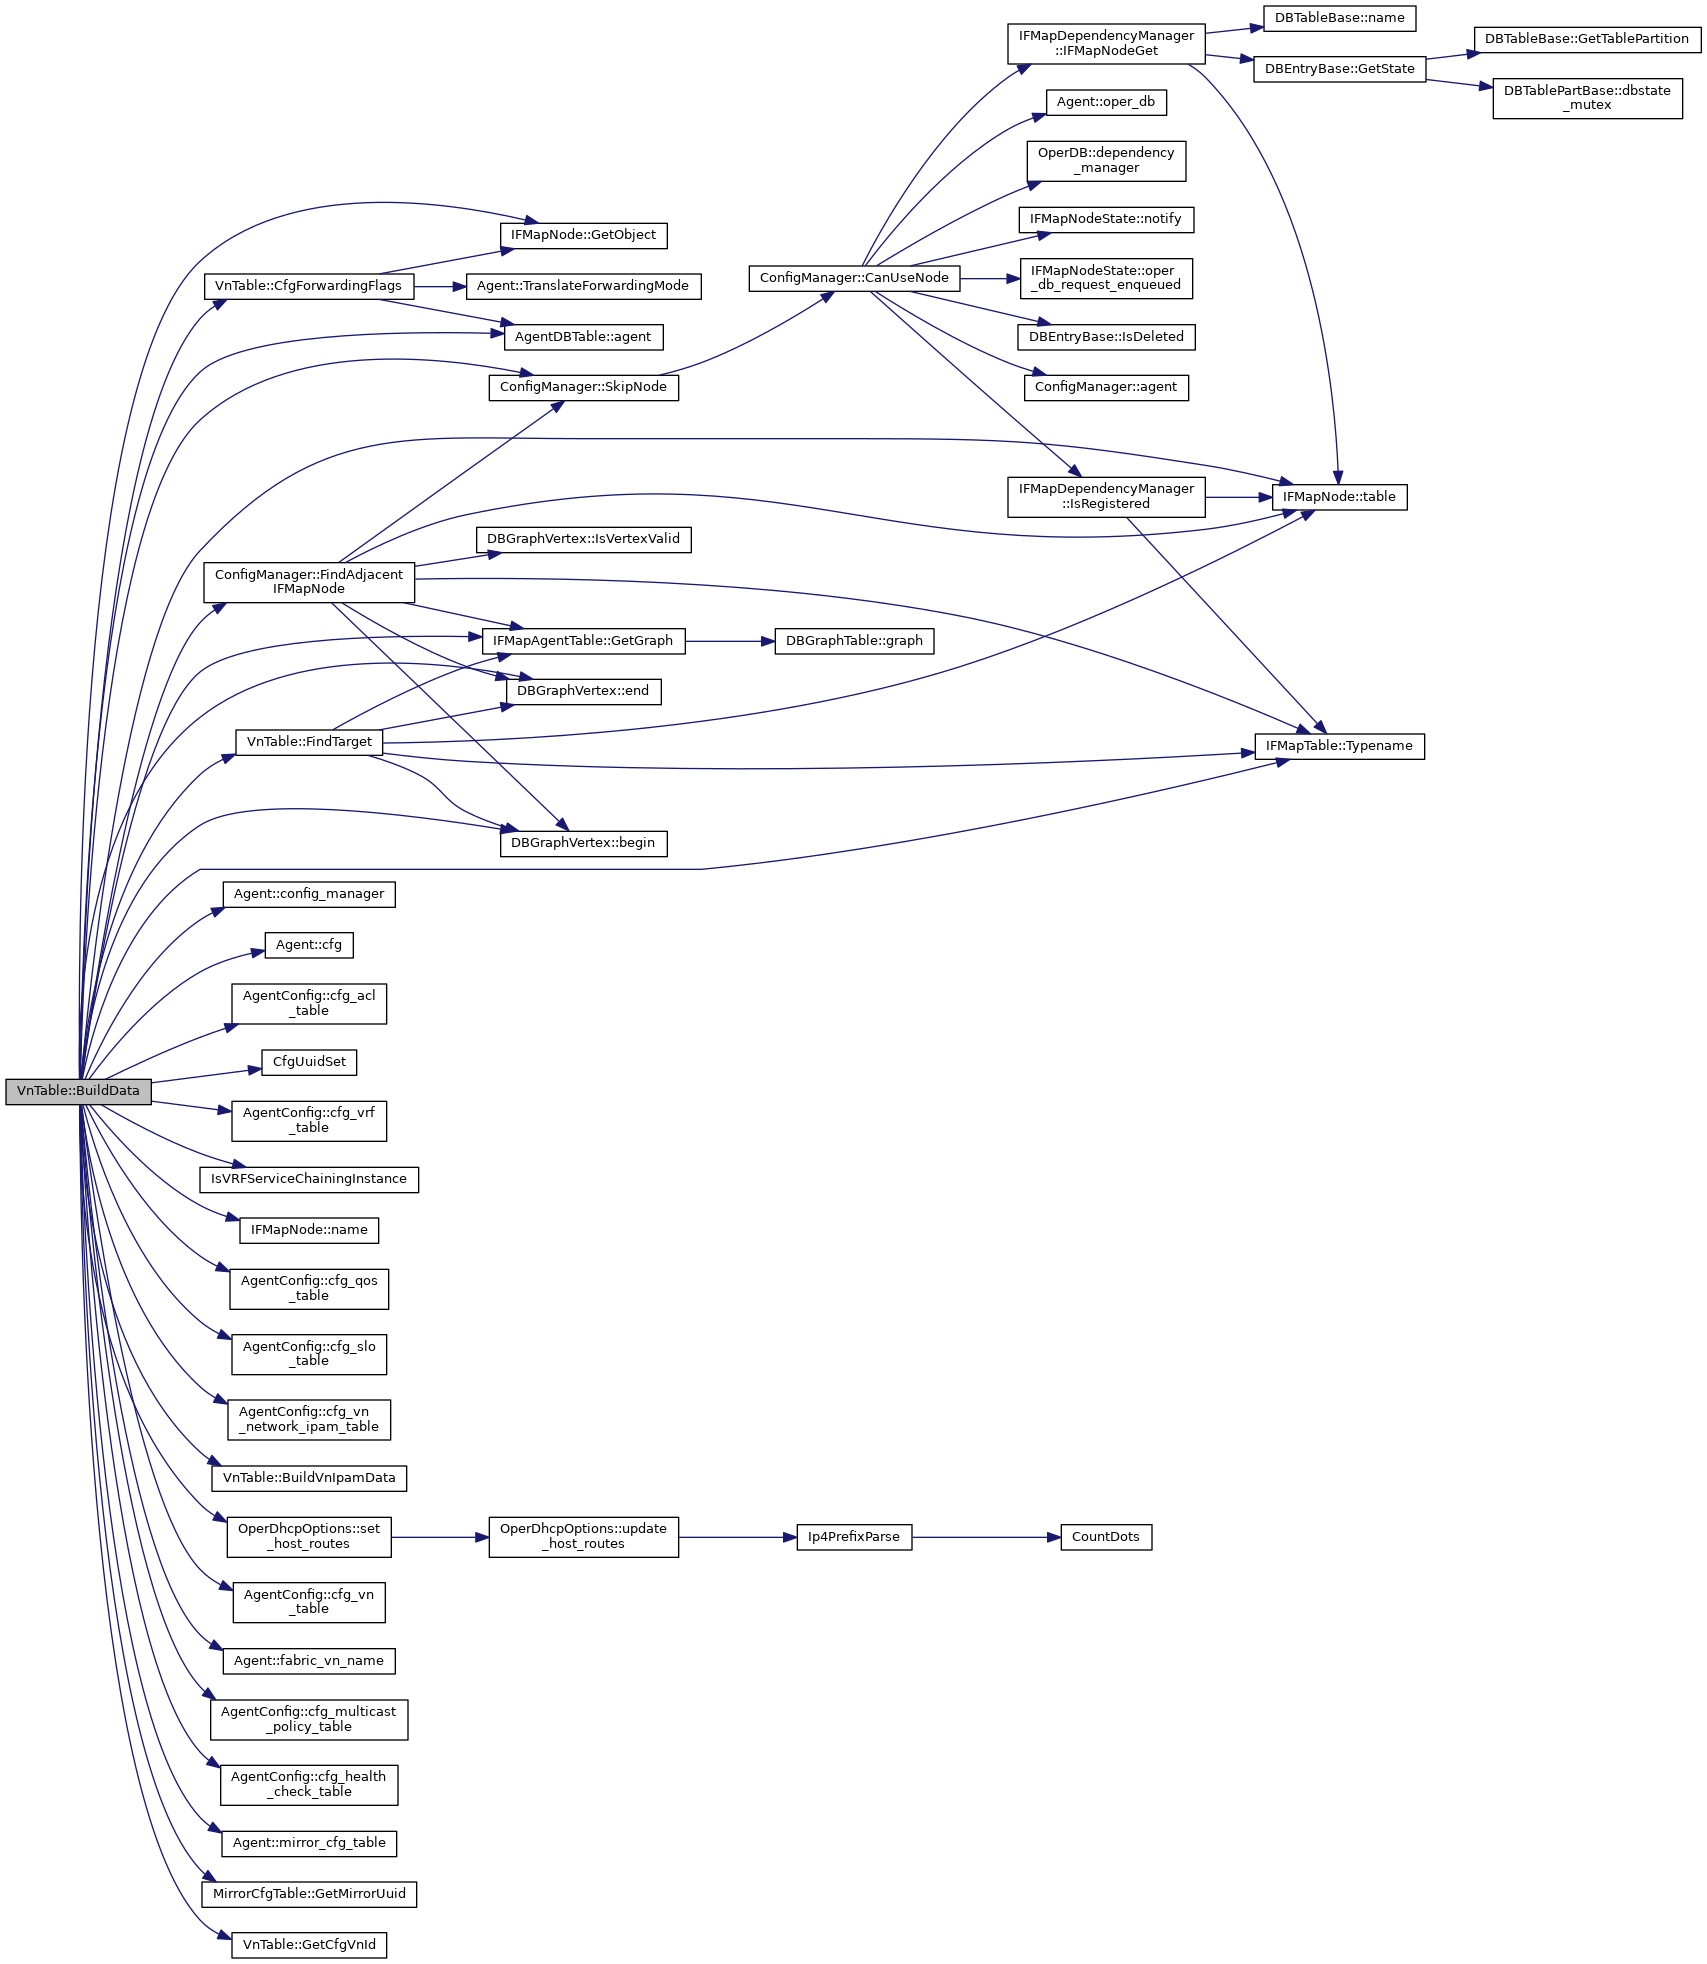 DBTableBase::name
IFMapDependencyManager
::IFMapNodeGet
DBTableBase::GetTablePartition
DBEntryBase::GetState
DBTablePartBase::dbstate
_mutex
Agent::oper_db
OperDB::dependency
_manager
IFMapNodeState::notify
IFMapNode::GetObject
IFMapNodeState::oper
_db_request_enqueued
ConfigManager::CanUseNode
VnTable::CfgForwardingFlags
Agent::TranslateForwardingMode
AgentDBTable::agent
DBEntryBase::IsDeleted
ConfigManager::SkipNode
ConfigManager::agent
IFMapDependencyManager
::IsRegistered
IFMapNode::table
DBGraphVertex::IsVertexValid
ConfigManager::FindAdjacent
IFMapNode
IFMapAgentTable::GetGraph
DBGraphTable::graph
DBGraphVertex::end
VnTable::FindTarget
IFMapTable::Typename
DBGraphVertex::begin
Agent::config_manager
Agent::cfg
AgentConfig::cfg_acl
_table
CfgUuidSet
VnTable::BuildData
AgentConfig::cfg_vrf
_table
IsVRFServiceChainingInstance
IFMapNode::name
AgentConfig::cfg_qos
_table
AgentConfig::cfg_slo
_table
AgentConfig::cfg_vn
_network_ipam_table
VnTable::BuildVnIpamData
OperDhcpOptions::set
_host_routes
OperDhcpOptions::update
_host_routes
Ip4PrefixParse
CountDots
AgentConfig::cfg_vn
_table
Agent::fabric_vn_name
AgentConfig::cfg_multicast
_policy_table
AgentConfig::cfg_health
_check_table
Agent::mirror_cfg_table
MirrorCfgTable::GetMirrorUuid
VnTable::GetCfgVnId